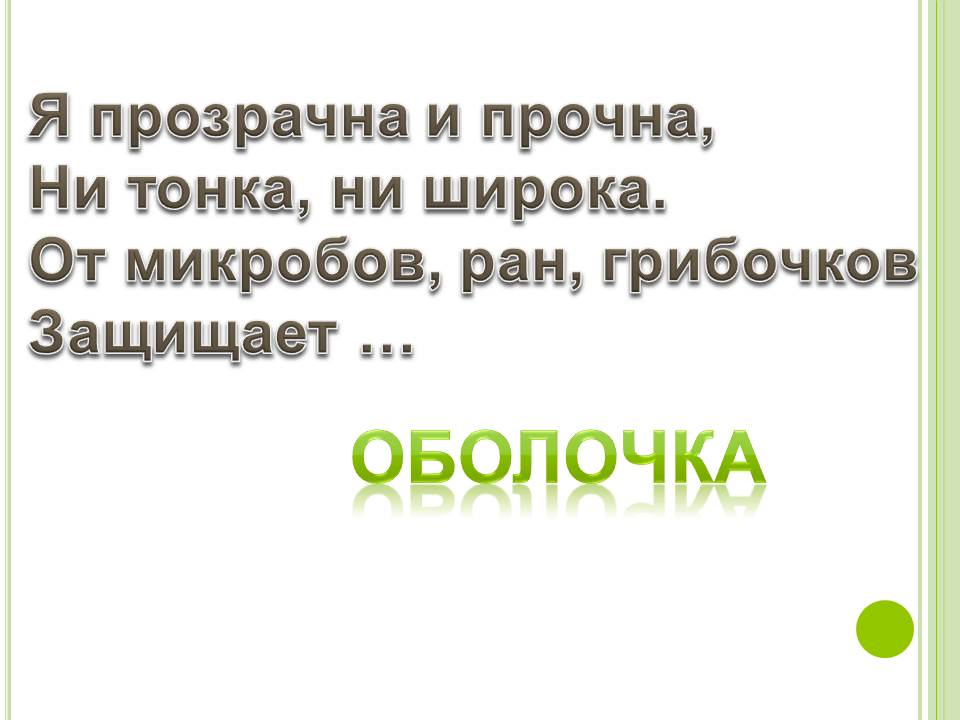 Я прозрачна и прочна,
Ни тонка, ни широка.
От микробов, ран, грибочков
Защищает ...
ОБОЛОЧКА